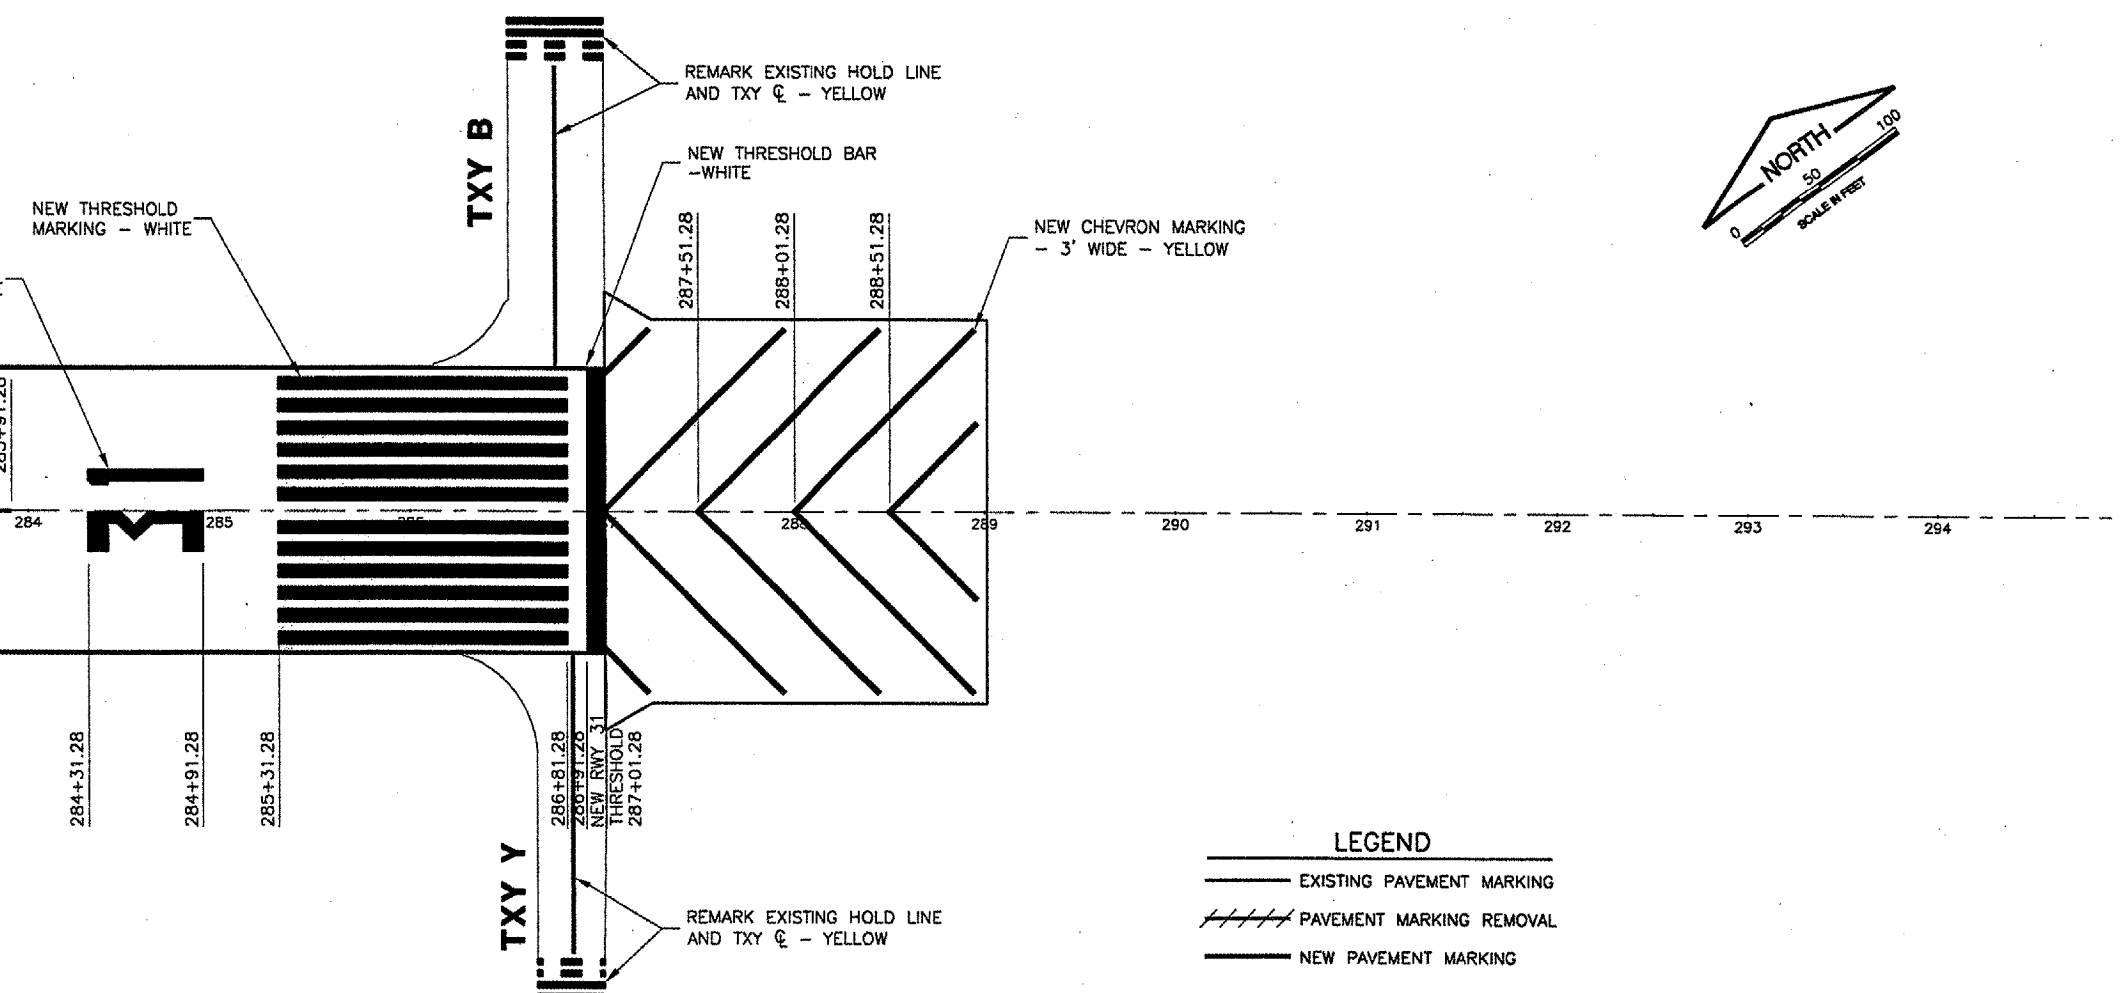 REMARK EXISTING HOLD LINE
AND TXY ℄ - YELLOW
TXY B
NEW THRESHOLD BAR
-WHITE
NEW THRESHOLD
MARKING - WHITE
287+51.28
288+01.28
288+51.28
NEW CHEVRON MARKING
- 3' WIDE - YELLOW
NORTH
0
50
100
SCALE IN FEET
284
285
289
290
291
292
293
294
284+31.28
284+91.28
285+31.28
286+81.28
286+91.28
NEW RWY 31
THRESHOLD
287+01.28
TXY Y
REMARK EXISTING HOLD LINE
AND TXY ℄ - YELLOW
LEGEND
EXISTING PAVEMENT MARKING
PAVEMENT MARKING REMOVAL
NEW PAVEMENT MARKING